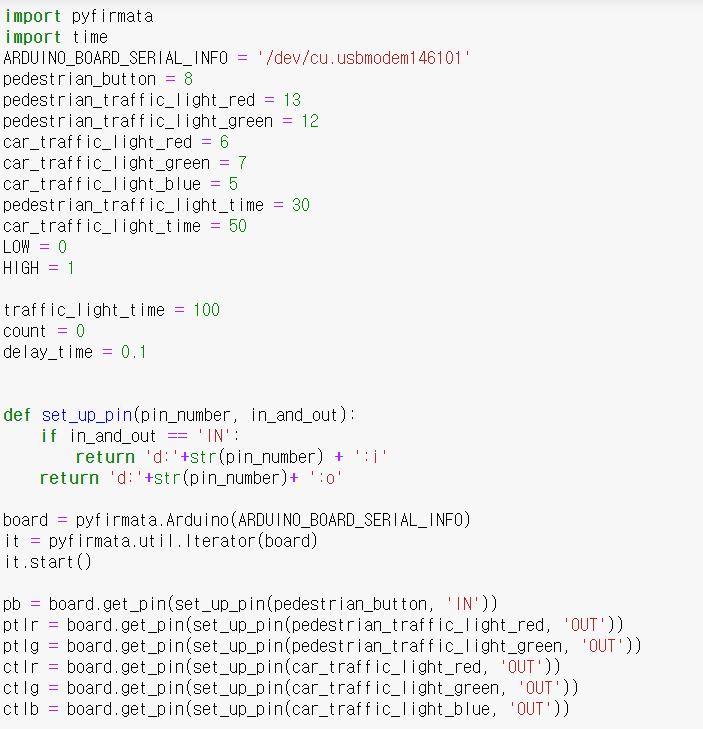 import pyfirmata
import time
ARDUINO_BOARD_SERIAL_INFO = '/dev/cu.usbmodem146101'
pedestrian_button = 8
pedestrian_traffic_light_red = 13
pedestrian_traffic_light_green = 12
car_traffic_light_red = 6
car_traffic_light_green = 7
car_traffic_light_blue = 5
pedestrian_traffic_light_time = 30
car_traffic_light_time = 50
LOW = 0
HIGH = 1

traffic_light_time = 100
count = 0
delay_time = 0.1


def set_up_pin(pin_number, in_and_out):
    if in_and_out == 'IN':
        return 'd:'+str(pin_number) + ':i'
    return 'd:'+str(pin_number)+ ':o'

board = pyfirmata.Arduino(ARDUINO_BOARD_SERIAL_INFO)
it = pyfirmata.util.Iterator(board)
it.start()

pb = board.get_pin(set_up_pin(pedestrian_button, 'IN'))
ptlr = board.get_pin(set_up_pin(pedestrian_traffic_light_red, 'OUT'))
ptlg = board.get_pin(set_up_pin(pedestrian_traffic_light_green, 'OUT'))
ctlr = board.get_pin(set_up_pin(car_traffic_light_red, 'OUT'))
ctlg = board.get_pin(set_up_pin(car_traffic_light_green, 'OUT'))
ctlb = board.get_pin(set_up_pin(car_traffic_light_blue, 'OUT'))